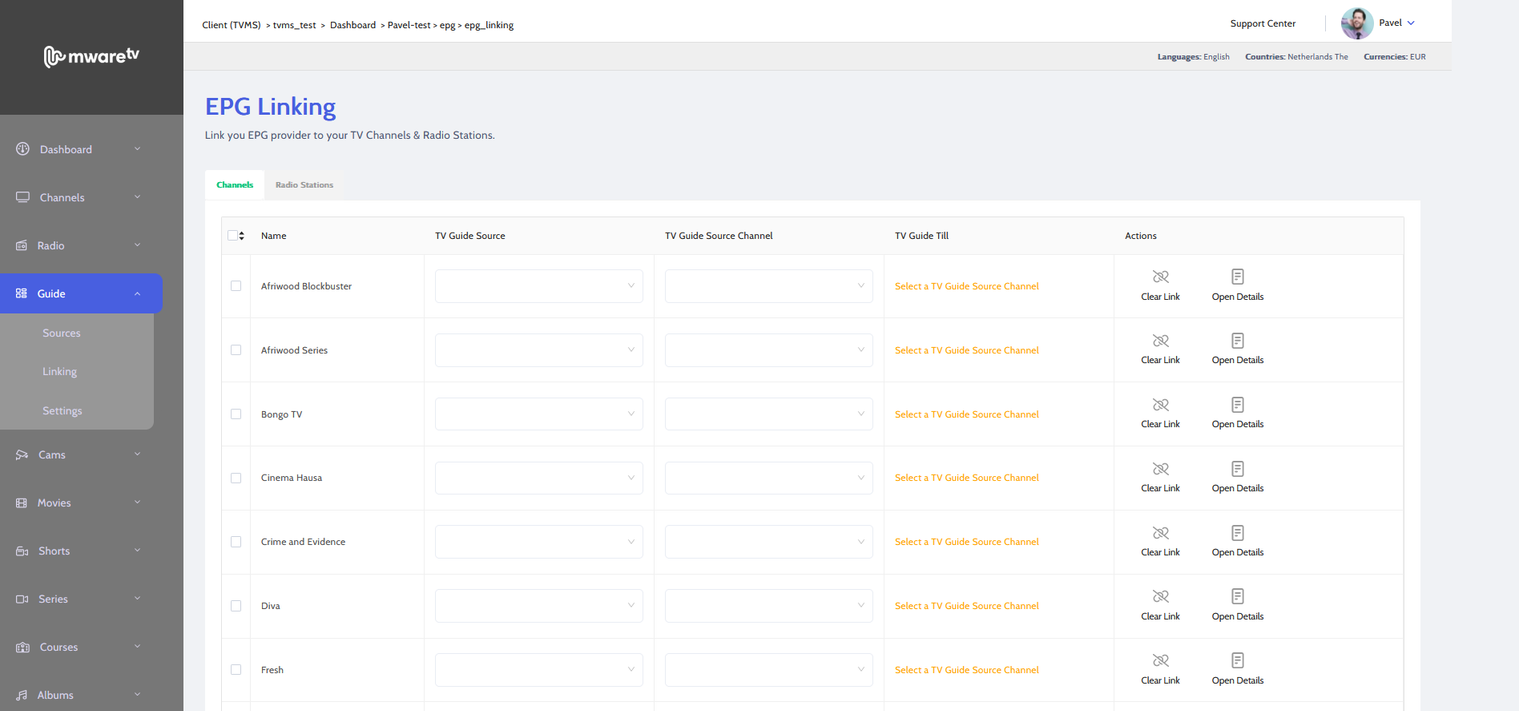 mwaretv
Client (TVMS) > tvms_test > Dashboard > Pavel-test > epg > epg_linking
Support Center
Pavel
Languages: English Countries: Netherlands The Currencies: EUR
Dashboard
Channels
Radio
Guide
Sources
Linking
Settings
Cams
Movies
Shorts
Series
Courses
Albums
EPG Linking
Link you EPG provider to your TV Channels & Radio Stations.
Channels Radio Stations
Name TV Guide Source TV Guide Source Channel TV Guide Till Actions
Afriwood Blockbuster Select a TV Guide Source Channel Clear Link Open Details
Afriwood Series Select a TV Guide Source Channel Clear Link Open Details
Bongo TV Select a TV Guide Source Channel Clear Link Open Details
Cinema Hausa Select a TV Guide Source Channel Clear Link Open Details
Crime and Evidence Select a TV Guide Source Channel Clear Link Open Details
Diva Select a TV Guide Source Channel Clear Link Open Details
Fresh Select a TV Guide Source Channel Clear Link Open Details